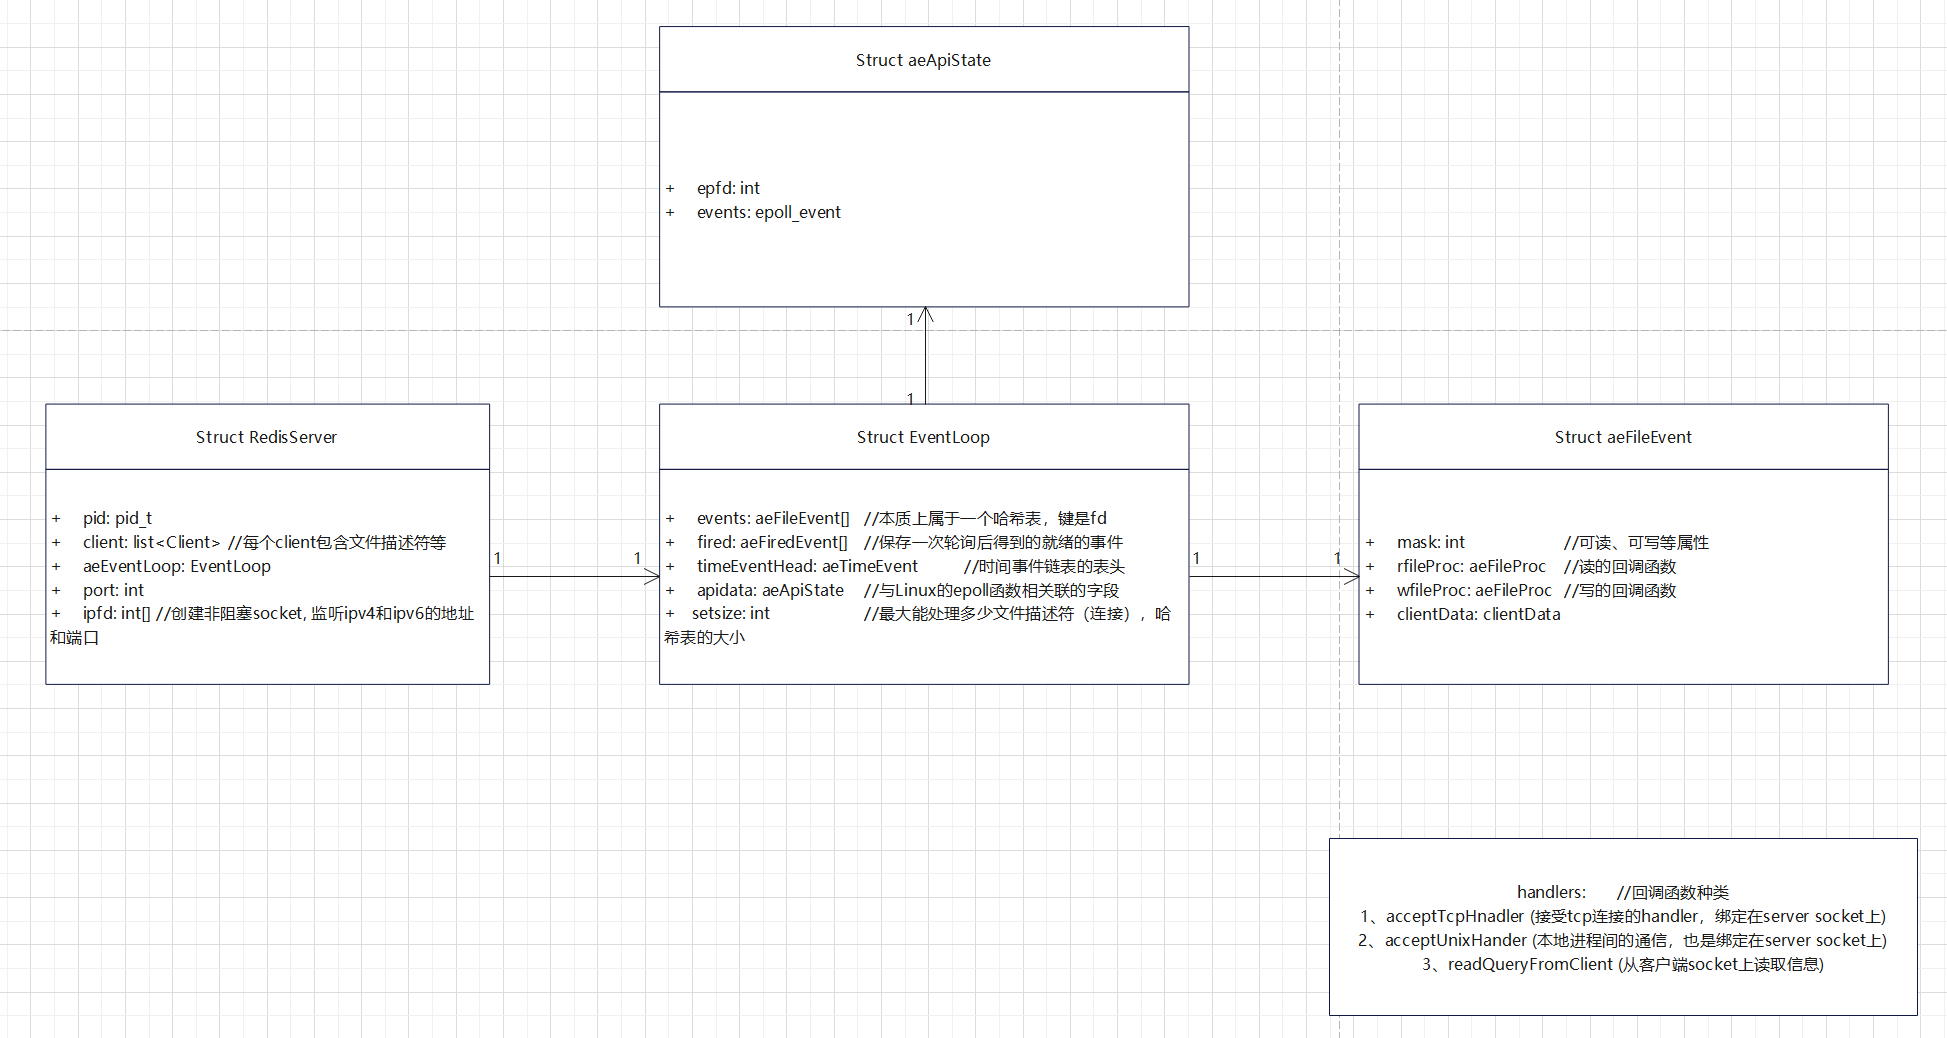 Struct aeApiState
+ epfd: int
+ events: epoll_event
1
1
Struct RedisServer
+ pid: pid_t
+ client: list<Client> //每个client包含文件描述符等
+ aeEventLoop: EventLoop
+ port: int
+ ipfd: int[] //创建非阻塞socket, 监听ipv4和ipv6的地址
和端口
1
1
Struct EventLoop
+ events: aeFileEvent[] //本质上属于一个哈希表，键是fd
+ fired: aeFiredEvent[] //保存一次轮询后得到的就绪的事件
+ timeEventHead: aeTimeEvent //时间事件链表的表头
+ apidata: aeApiState //与Linux的epoll函数相关联的字段
+ setsize: int //最大能处理多少文件描述符（连接），哈
希表的大小
1
1
Struct aeFileEvent
+ mask: int //可读、可写等属性
+ rfileProc: aeFileProc //读的回调函数
+ wfileProc: aeFileProc //写的回调函数
+ clientData: clientData
handlers: //回调函数种类
1、acceptTcpHnadler (接受tcp连接的handler，绑定在server socket上)
2、acceptUnixHander (本地进程间的通信，也是绑定在server socket上)
3、readQueryFromClient (从客户端socket上读取信息)